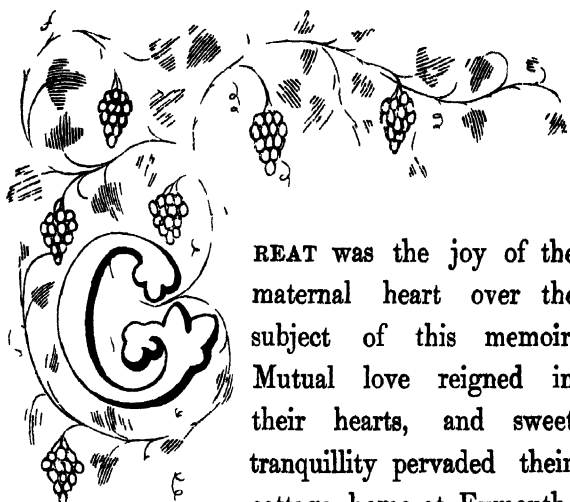 GREAT was the joy of the
maternal heart over the
subject of this memoir
Mutual love reigned in
their hearts, and sweet
tranquillity pervaded their
cottage home at Exmouth.